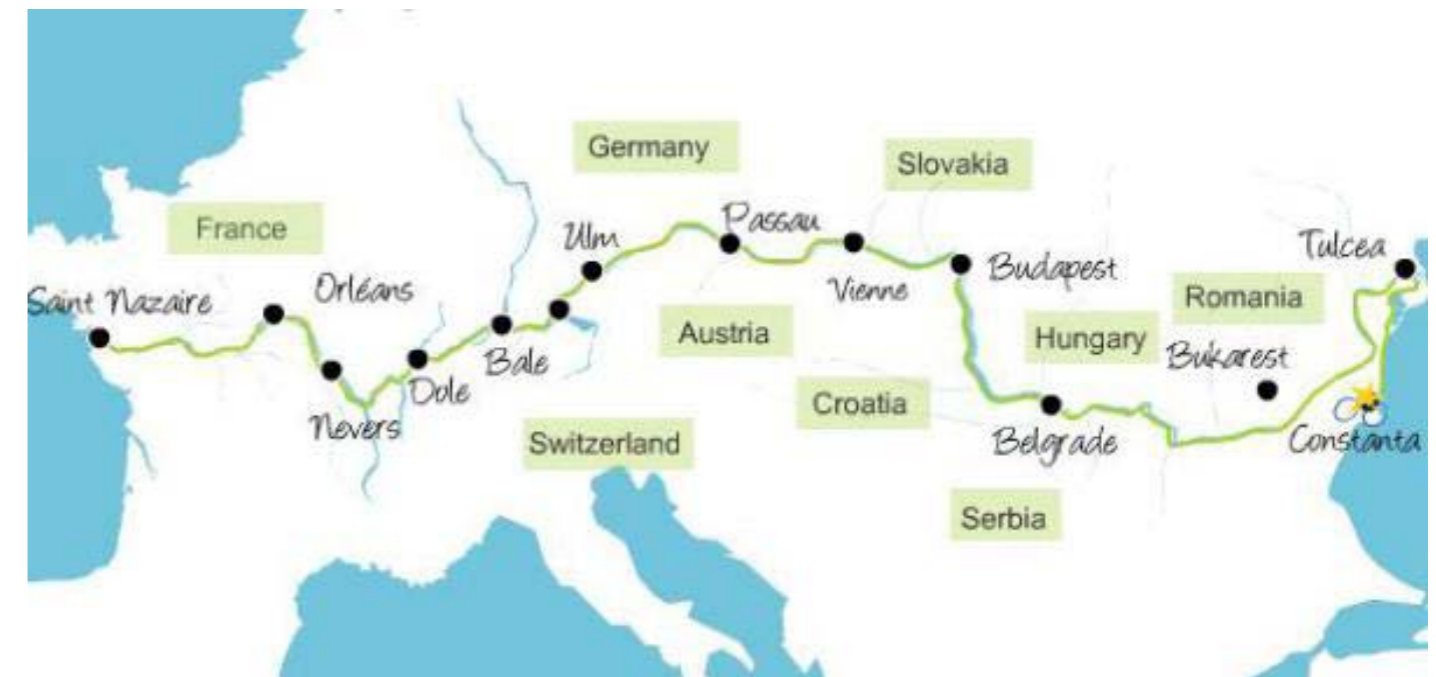 Germany
Slovakia
France
Passau
Ulm
Tulcea
Orléans
Budapest
Saint Nazaire
Vienne
Romania
Austria
Hungary
Bale
Bukarest
Dole
Croatia
Nevers
Switzerland
Belgrade
Constanta
Serbia